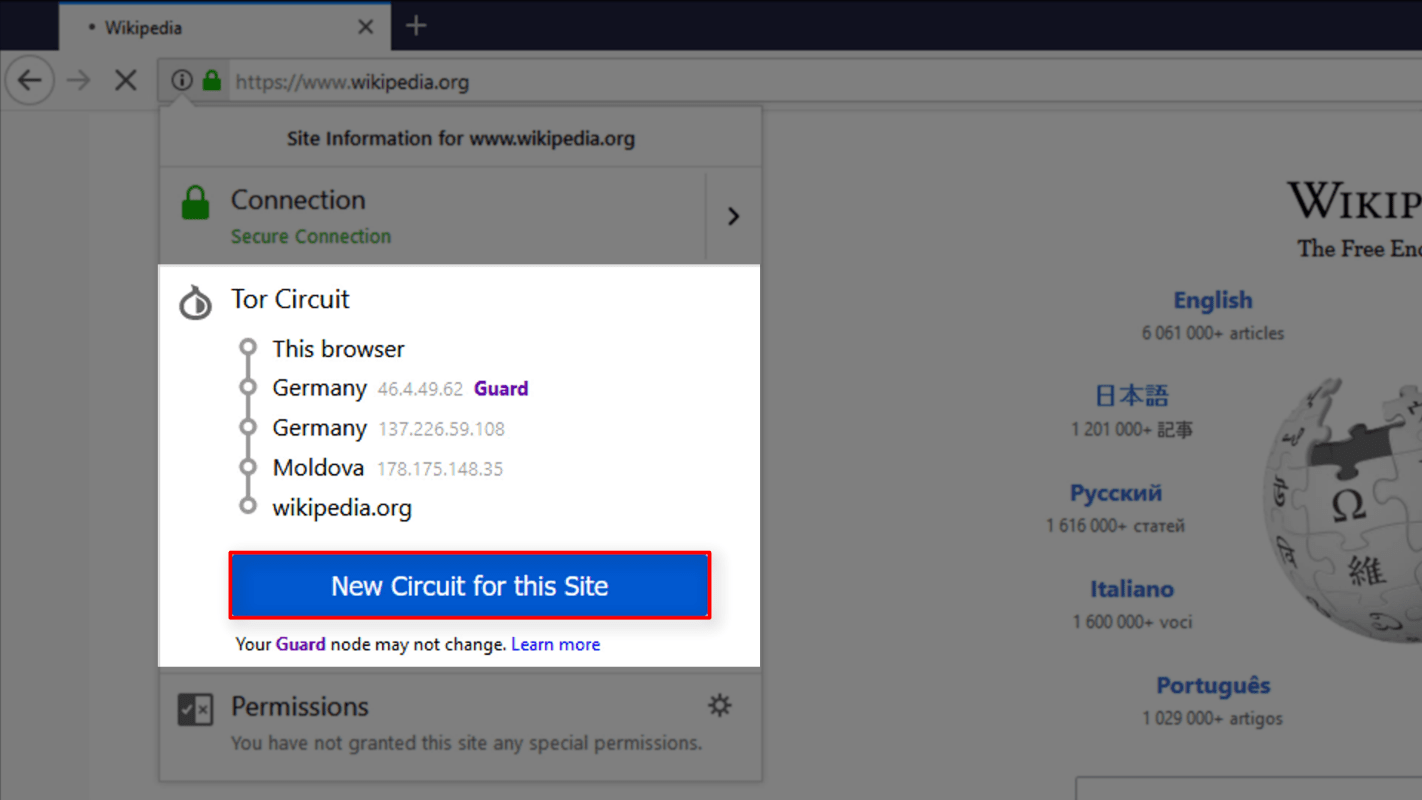 • Wikipedia
https://www.wikipedia.org
Site Information for www.wikipedia.org
Connection
Secure Connection
Tor Circuit
This browser
Germany 46.4.49.62 Guard
Germany 137.226.59.108
Moldova 178.175.148.35
wikipedia.org
New Circuit for this Site
Your Guard node may not change. Learn more
Permissions
You have not granted this site any special permissions.
WIKIP
The Free Enc
English
6 061 000+ articles
日本語
1 201 000+ 記事
Русский
1 616 000+ статей
Italiano
1 600 000+ voci
Português
1 029 000+ artigos
Ω
維